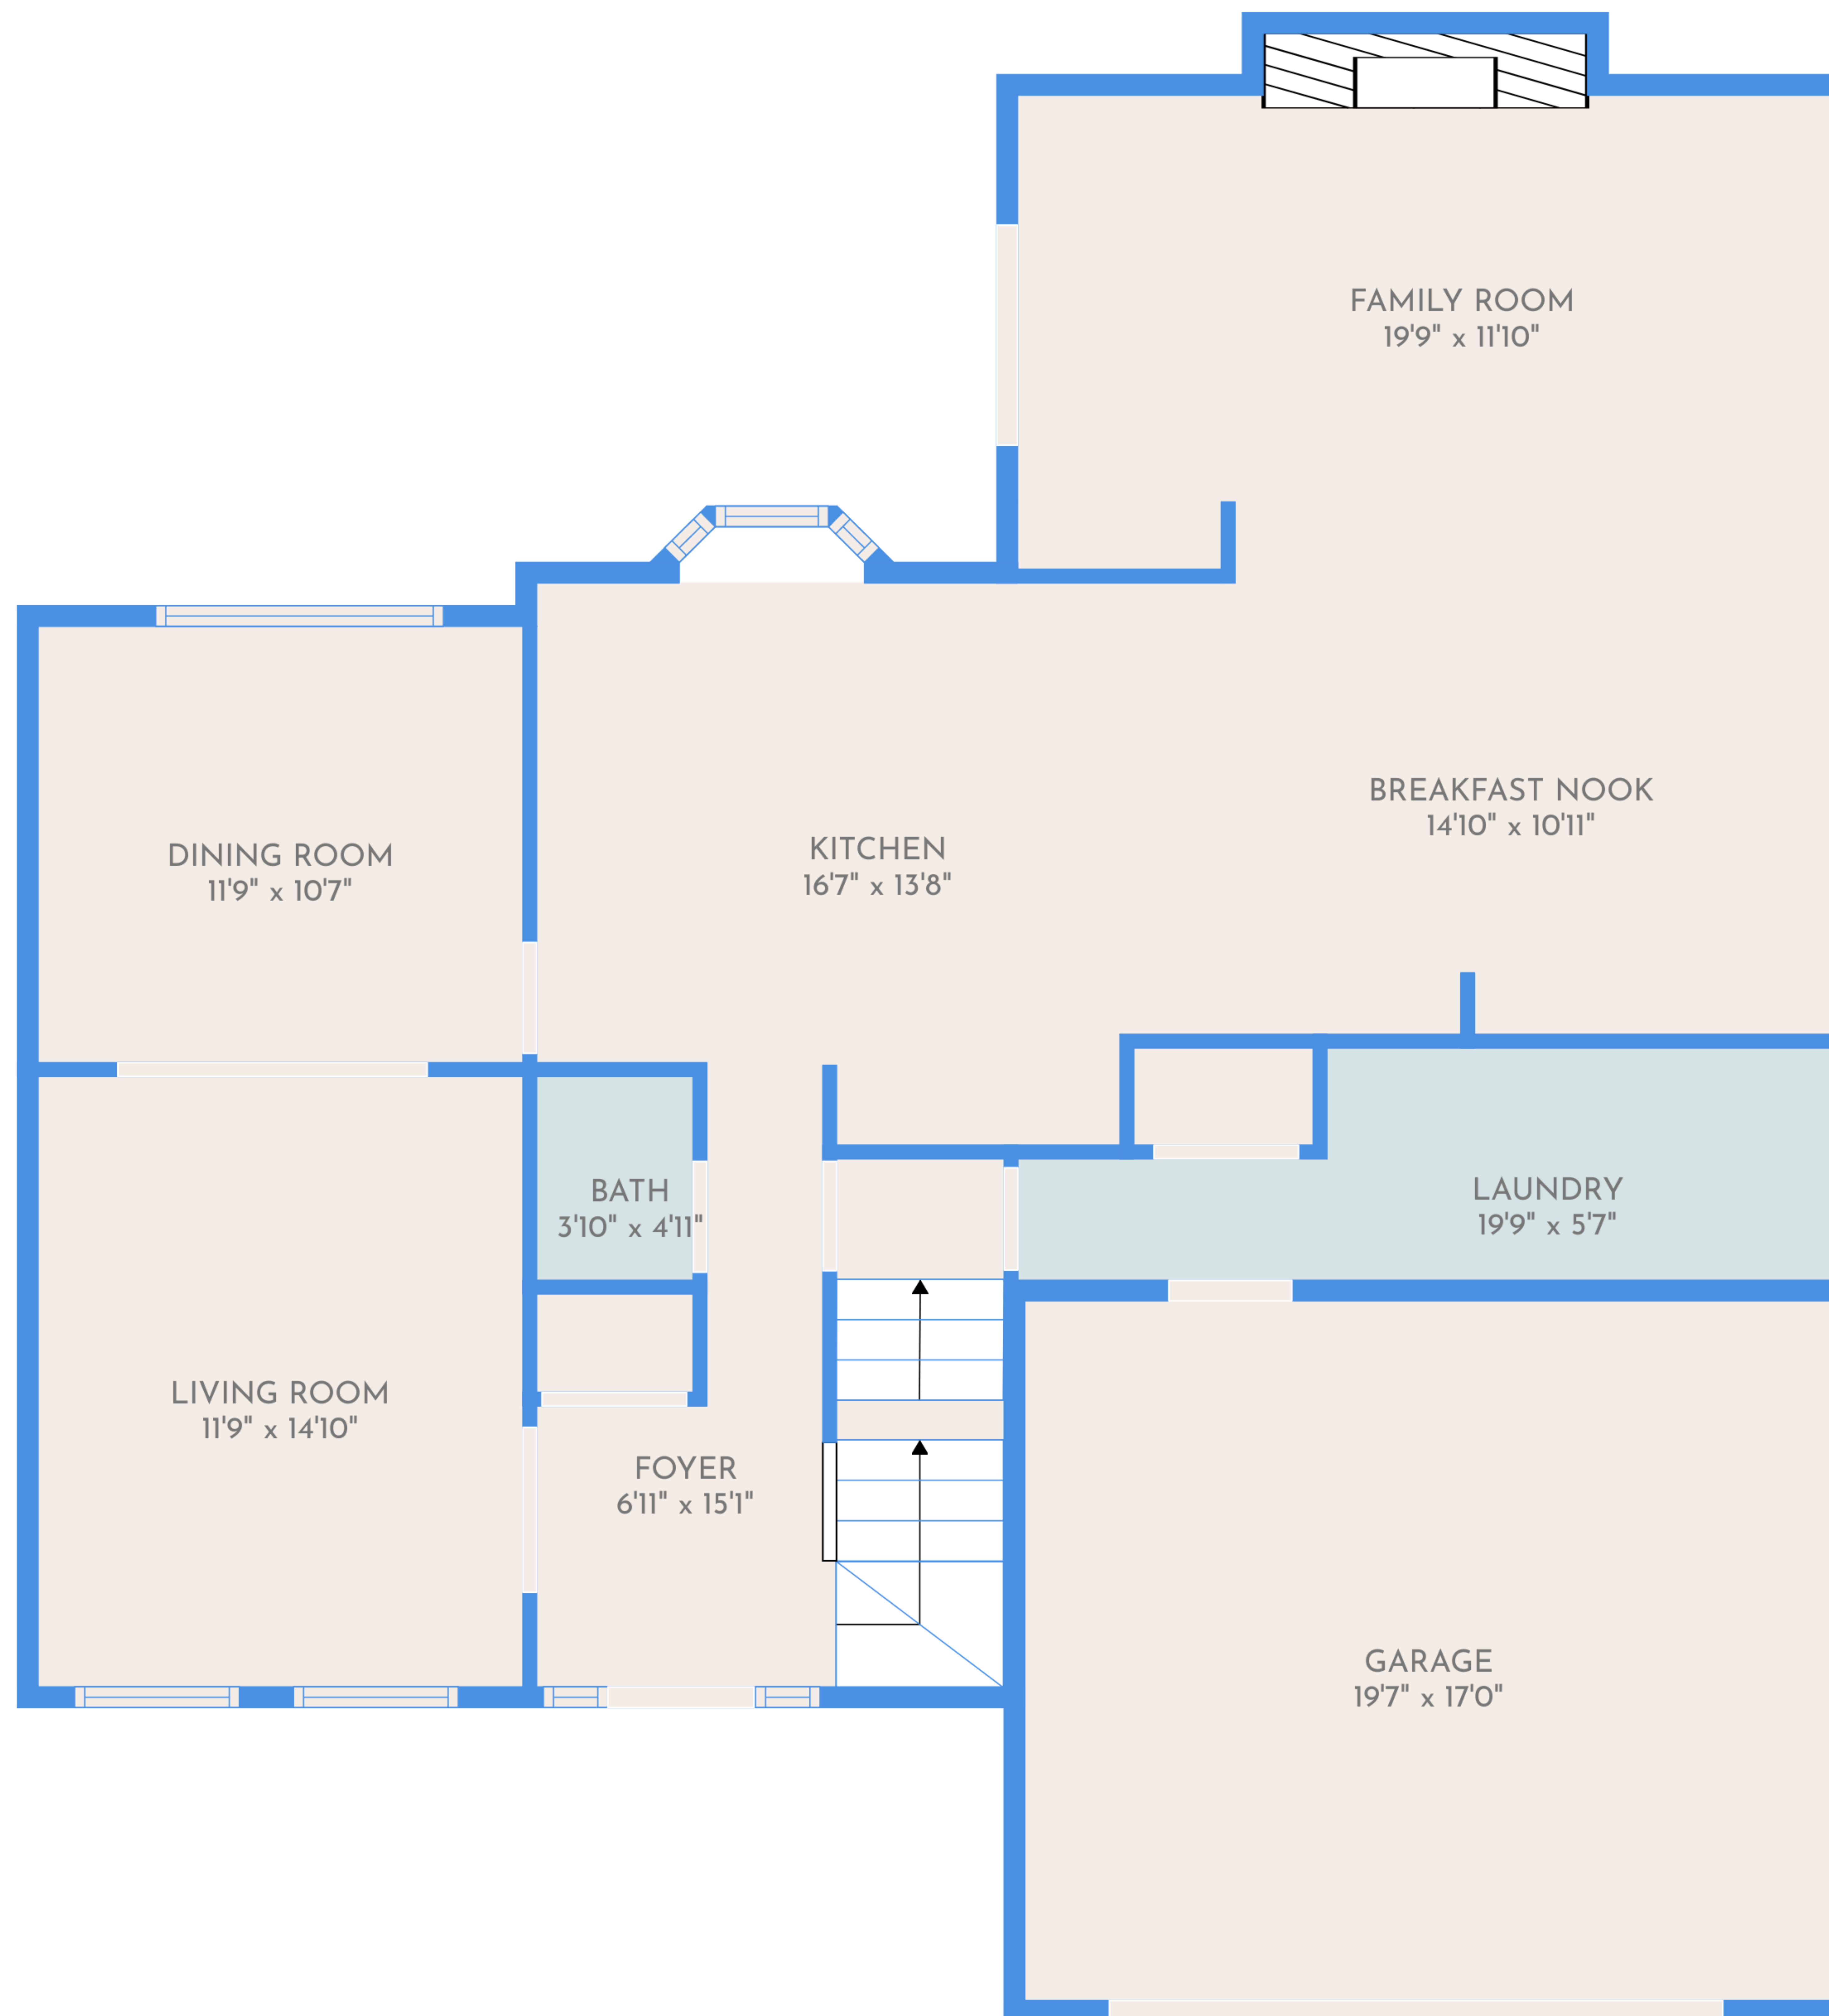 FAMILY ROOM
19'9" x 11'10"
BREAKFAST NOOK
14'10" x 10'11"
KITCHEN
16'7" x 13'8"
DINING ROOM
11'9" x 10'7"
BATH
3'10" x 4'11"
LAUNDRY
19'9" x 5'7"
LIVING ROOM
11'9" x 14'10"
FOYER
6'11" x 15'1"
GARAGE
19'7" x 17'0"